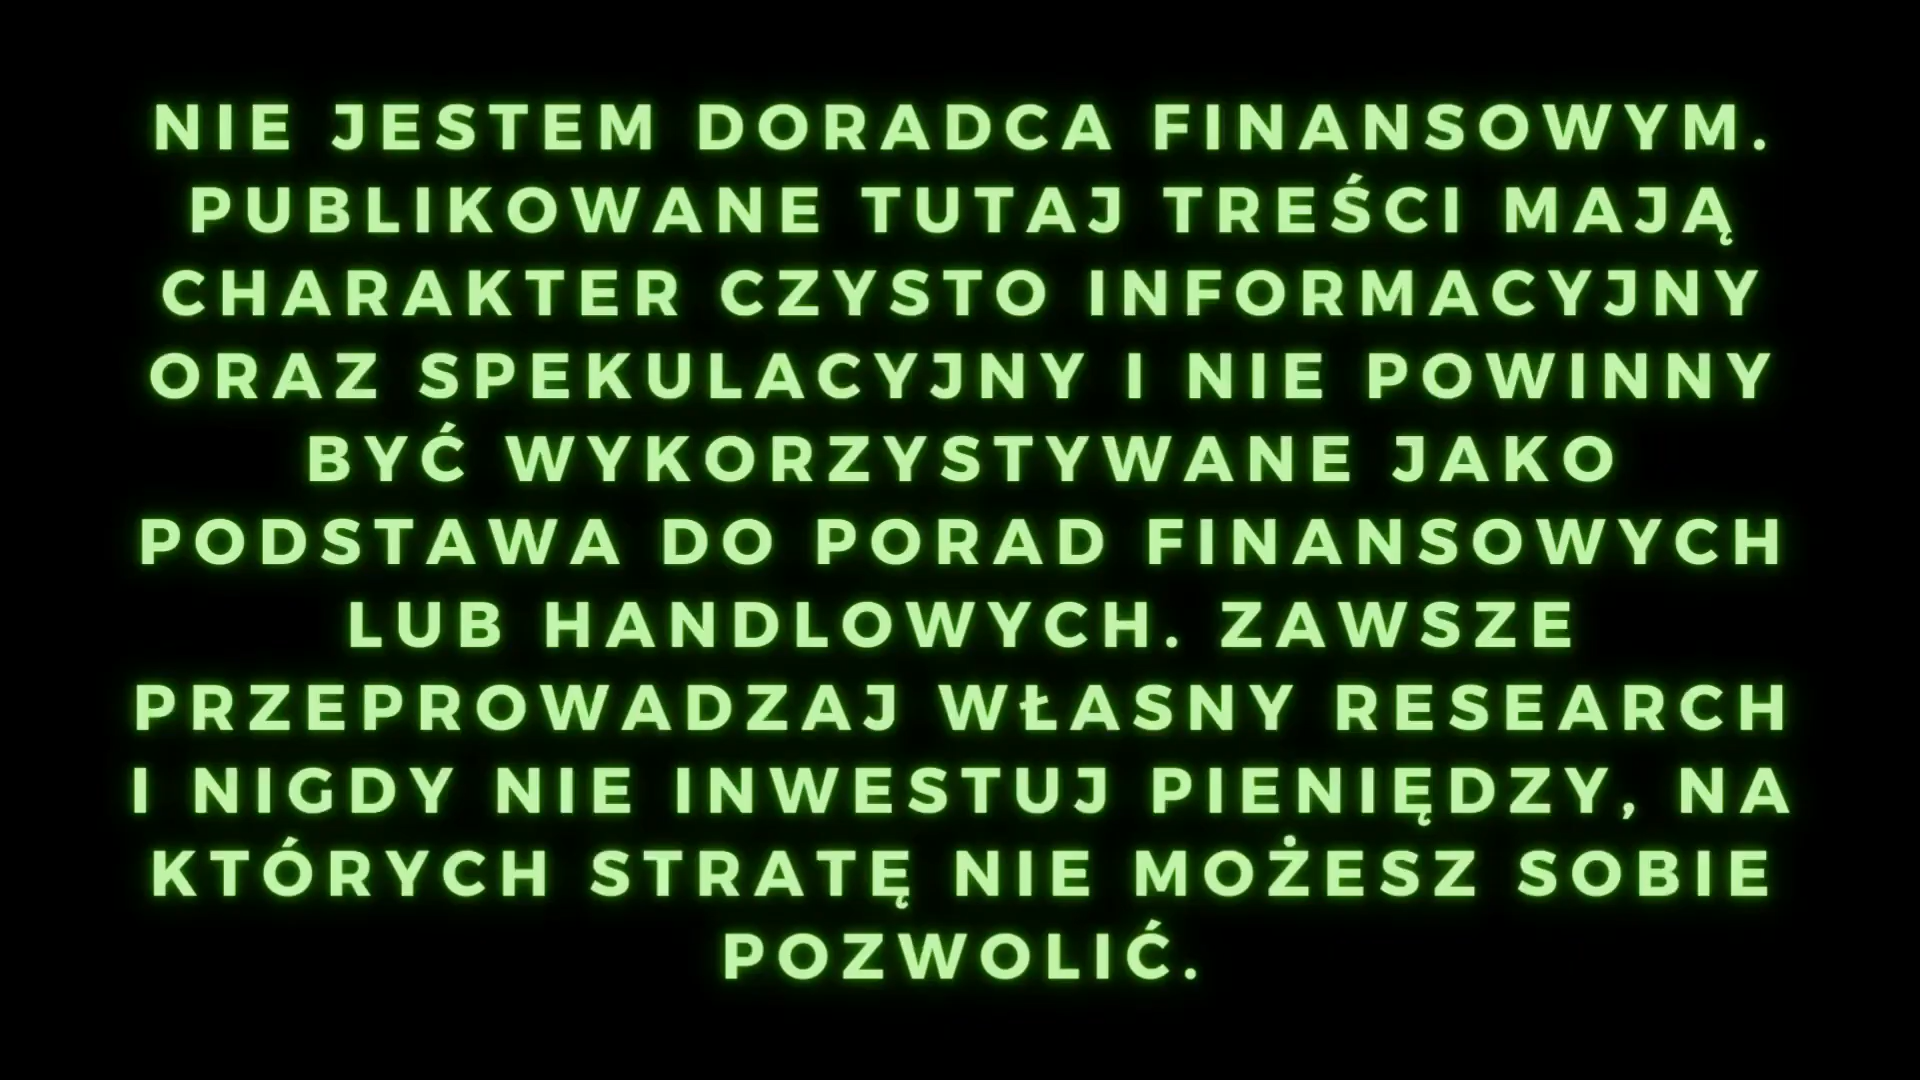 NIE JESTEM DORADCA FINANSOWYM.
PUBLIKOWANE TUTAJ TREŚCI MAJĄ
CHARAKTER CZYSTO INFORMACYJNY
ORAZ SPEKULACYJNY I NIE POWINNY
BYĆ WYKORZYSTYWANE JAKO
PODSTAWA DO PORAD FINANSOWYCH
LUB HANDLOWYCH. ZAWSZE
PRZEPROWADZAJ WŁASNY RESEARCH
I NIGDY NIE INWESTUJ PIENIĘDZY, NA
KTÓRYCH STRATĘ NIE MOŻESZ SOBIE
POZWOLIĆ.